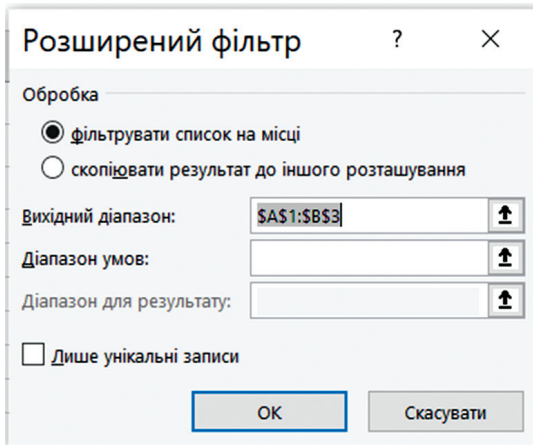 Розширений фільтр ? ×
Обробка
фільтрувати список на місці
скопіювати результат до іншого розташування
Вихідний діапазон: $A$1:$B$3
Діапазон умов:
Діапазон для результату:
Лише унікальні записи
ОК Скасувати